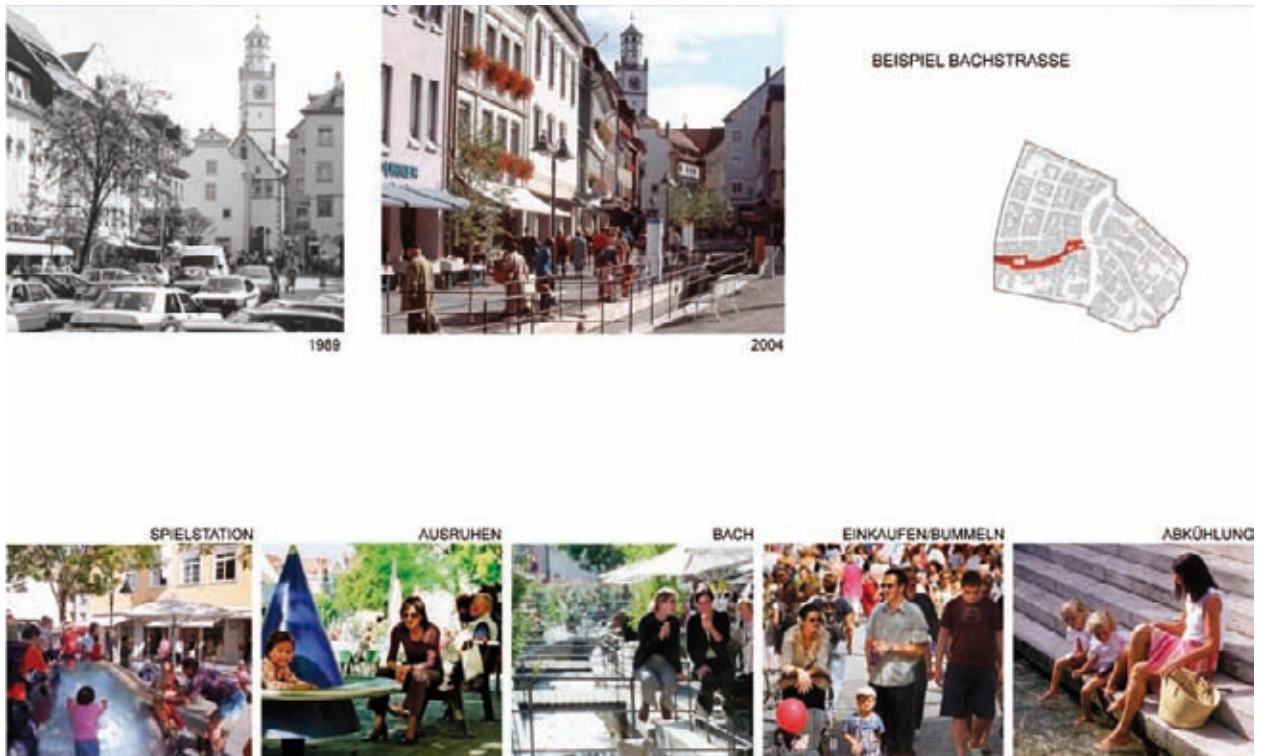 BEISPIEL BACHSTRASSE
1989
2004
SPIELSTATION
AUSRUHEN
BACH
EINKAUFEN/BUMMELN
ABKÜHLUNG